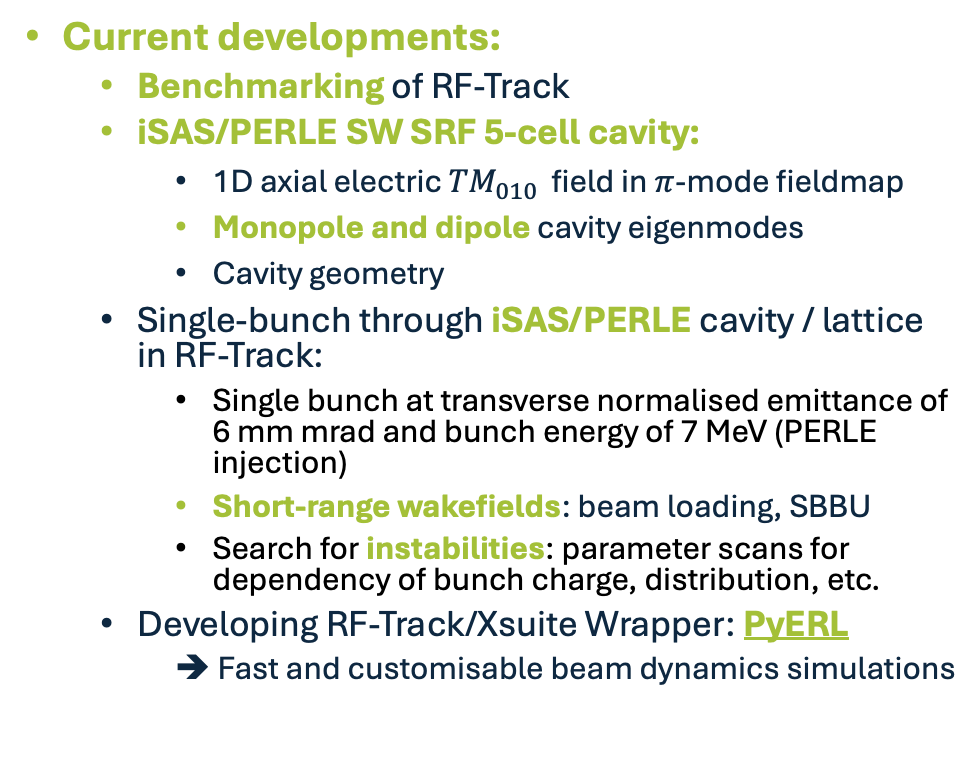 • Current developments:
• Benchmarking of RF-Track
• iSAS/PERLE SW SRF 5-cell cavity:
• 1D axial electric 𝑇𝑀₀₁₀ field in 𝜋-mode fieldmap
• Monopole and dipole cavity eigenmodes
• Cavity geometry
• Single-bunch through iSAS/PERLE cavity / lattice
in RF-Track:
• Single bunch at transverse normalised emittance of
6 mm mrad and bunch energy of 7 MeV (PERLE
injection)
• Short-range wakefields: beam loading, SBBU
• Search for instabilities: parameter scans for
dependency of bunch charge, distribution, etc.
• Developing RF-Track/Xsuite Wrapper: PyERL
➔ Fast and customisable beam dynamics simulations